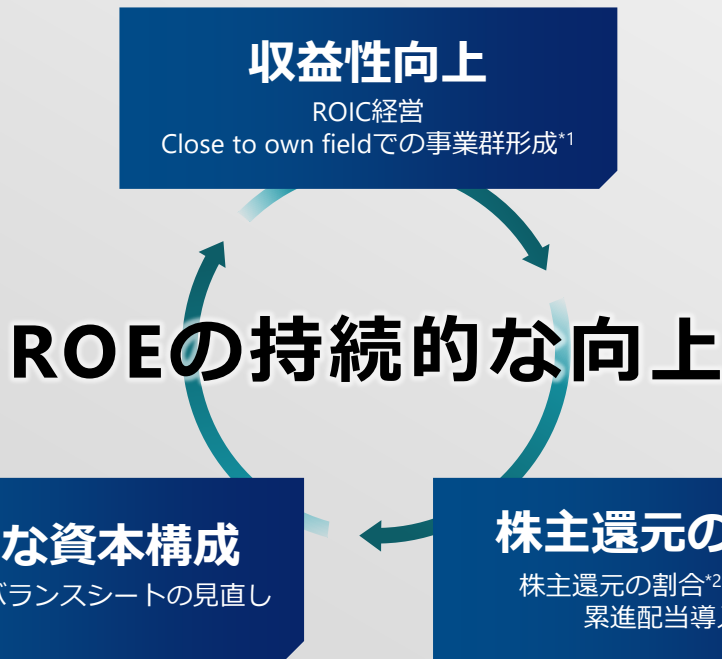 収益性向上
ROIC経営
Close to own fieldでの事業群形成*1
ROEの持続的な向上
な資本構成
バランスシートの見直し
株主還元の
株主還元の割合*2
累進配当導